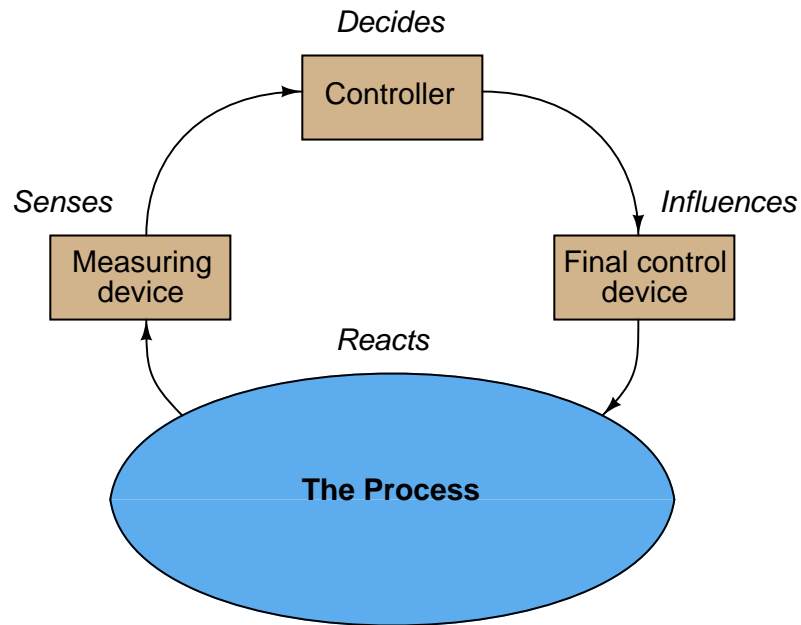 Decides
Controller
Senses
Influences
Measuring
device
Final control
device
Reacts
The Process